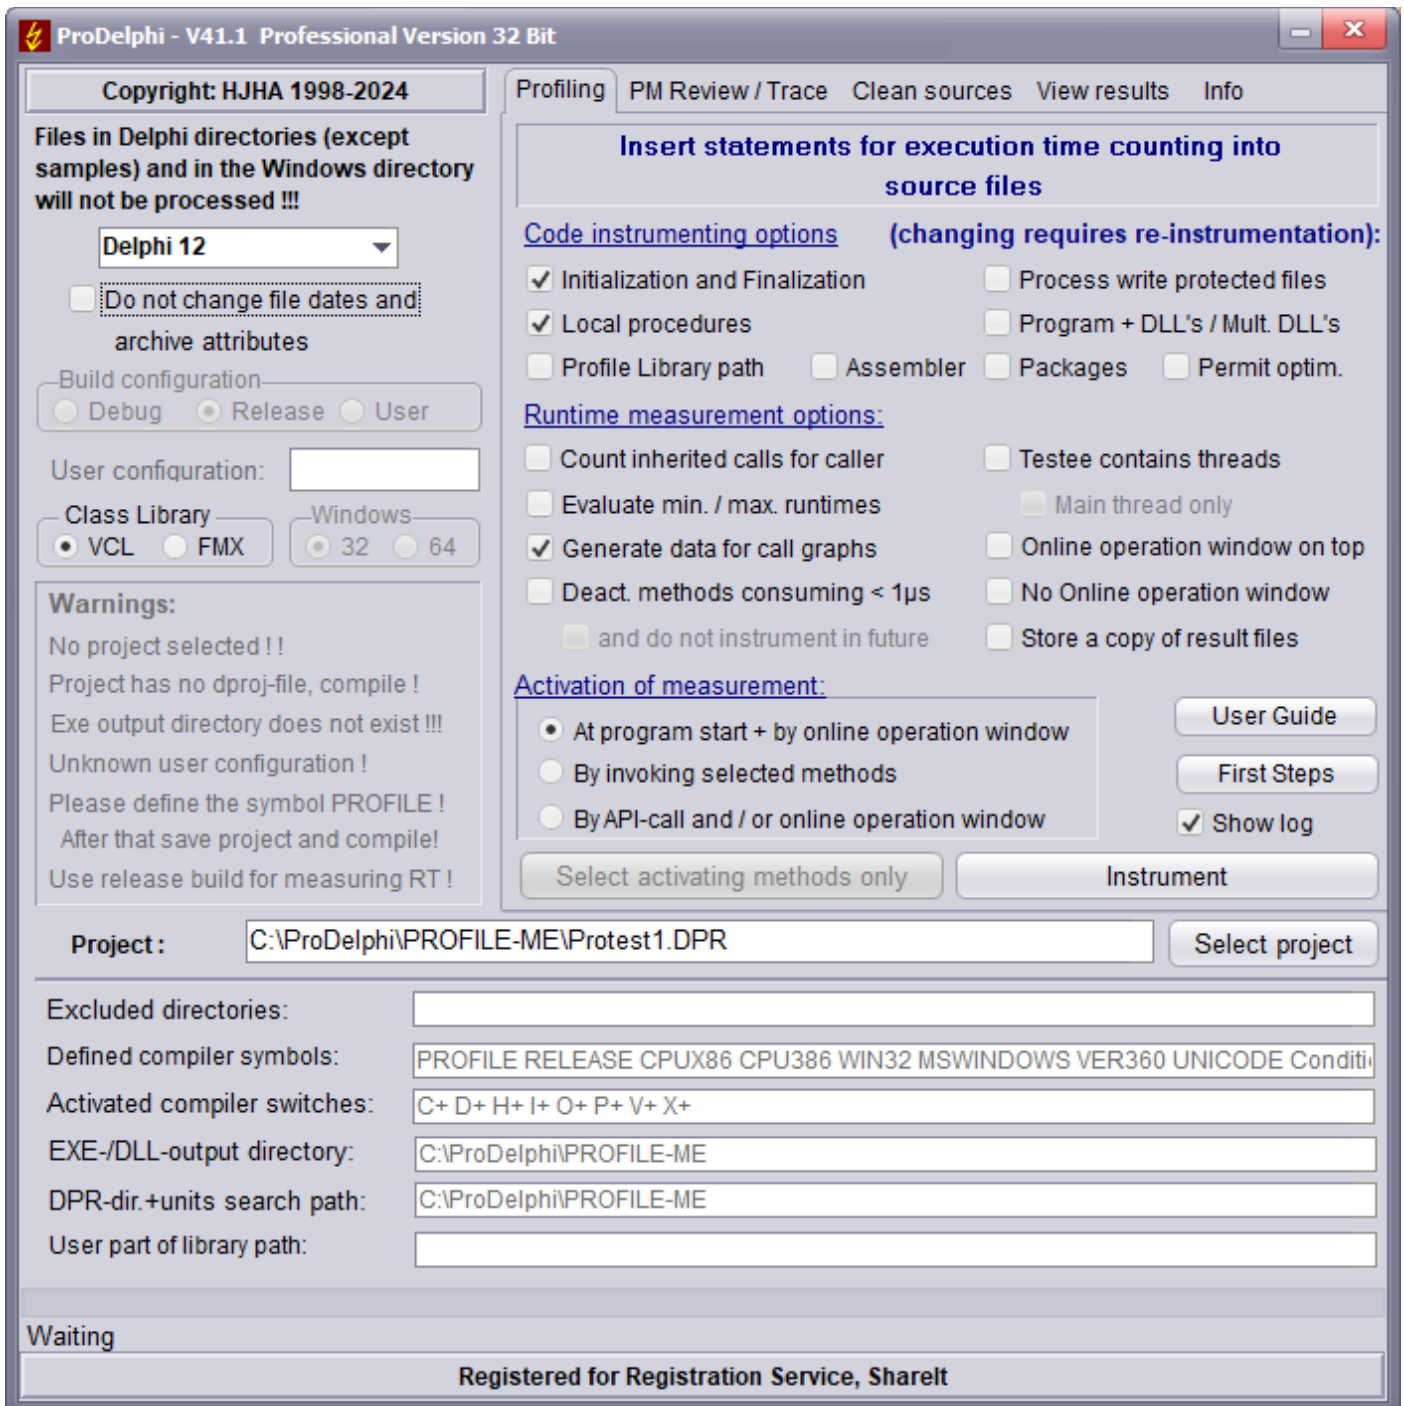 ProDelphi - V41.1 Professional Version 32 Bit
Copyright: HJHA 1998-2024
Files in Delphi directories (except
samples) and in the Windows directory
will not be processed !!!
Delphi 12
Do not change file dates and
archive attributes
Build configuration
Debug Release User
User configuration:
Class Library
VCL FMX
Windows
32 64
Warnings:
No project selected ! !
Project has no dproj-file, compile !
Exe output directory does not exist !!!
Unknown user configuration !
Please define the symbol PROFILE !
After that save project and compile!
Use release build for measuring RT !
Profiling PM Review / Trace Clean sources View results Info
Insert statements for execution time counting into
source files
Code instrumenting options (changing requires re-instrumentation):
Initialization and Finalization Process write protected files
Local procedures Program + DLL's / Mult. DLL's
Profile Library path Assembler Packages Permit optim.
Runtime measurement options:
Count inherited calls for caller Testee contains threads
Evaluate min. / max. runtimes Main thread only
Generate data for call graphs Online operation window on top
Deact. methods consuming < 1µs No Online operation window
and do not instrument in future Store a copy of result files
Activation of measurement:
At program start + by online operation window
By invoking selected methods
By API-call and / or online operation window
User Guide
First Steps
Show log
Select activating methods only Instrument
Project : C:\ProDelphi\PROFILE-ME\Protest1.DPR Select project
Excluded directories:
Defined compiler symbols: PROFILE RELEASE CPUX86 CPU386 WIN32 MSWINDOWS VER360 UNICODE Conditi
Activated compiler switches: C+ D+ H+ I+ O+ P+ V+ X+
EXE-/DLL-output directory: C:\ProDelphi\PROFILE-ME
DPR-dir.+units search path: C:\ProDelphi\PROFILE-ME
User part of library path:
Waiting
Registered for Registration Service, ShareIt